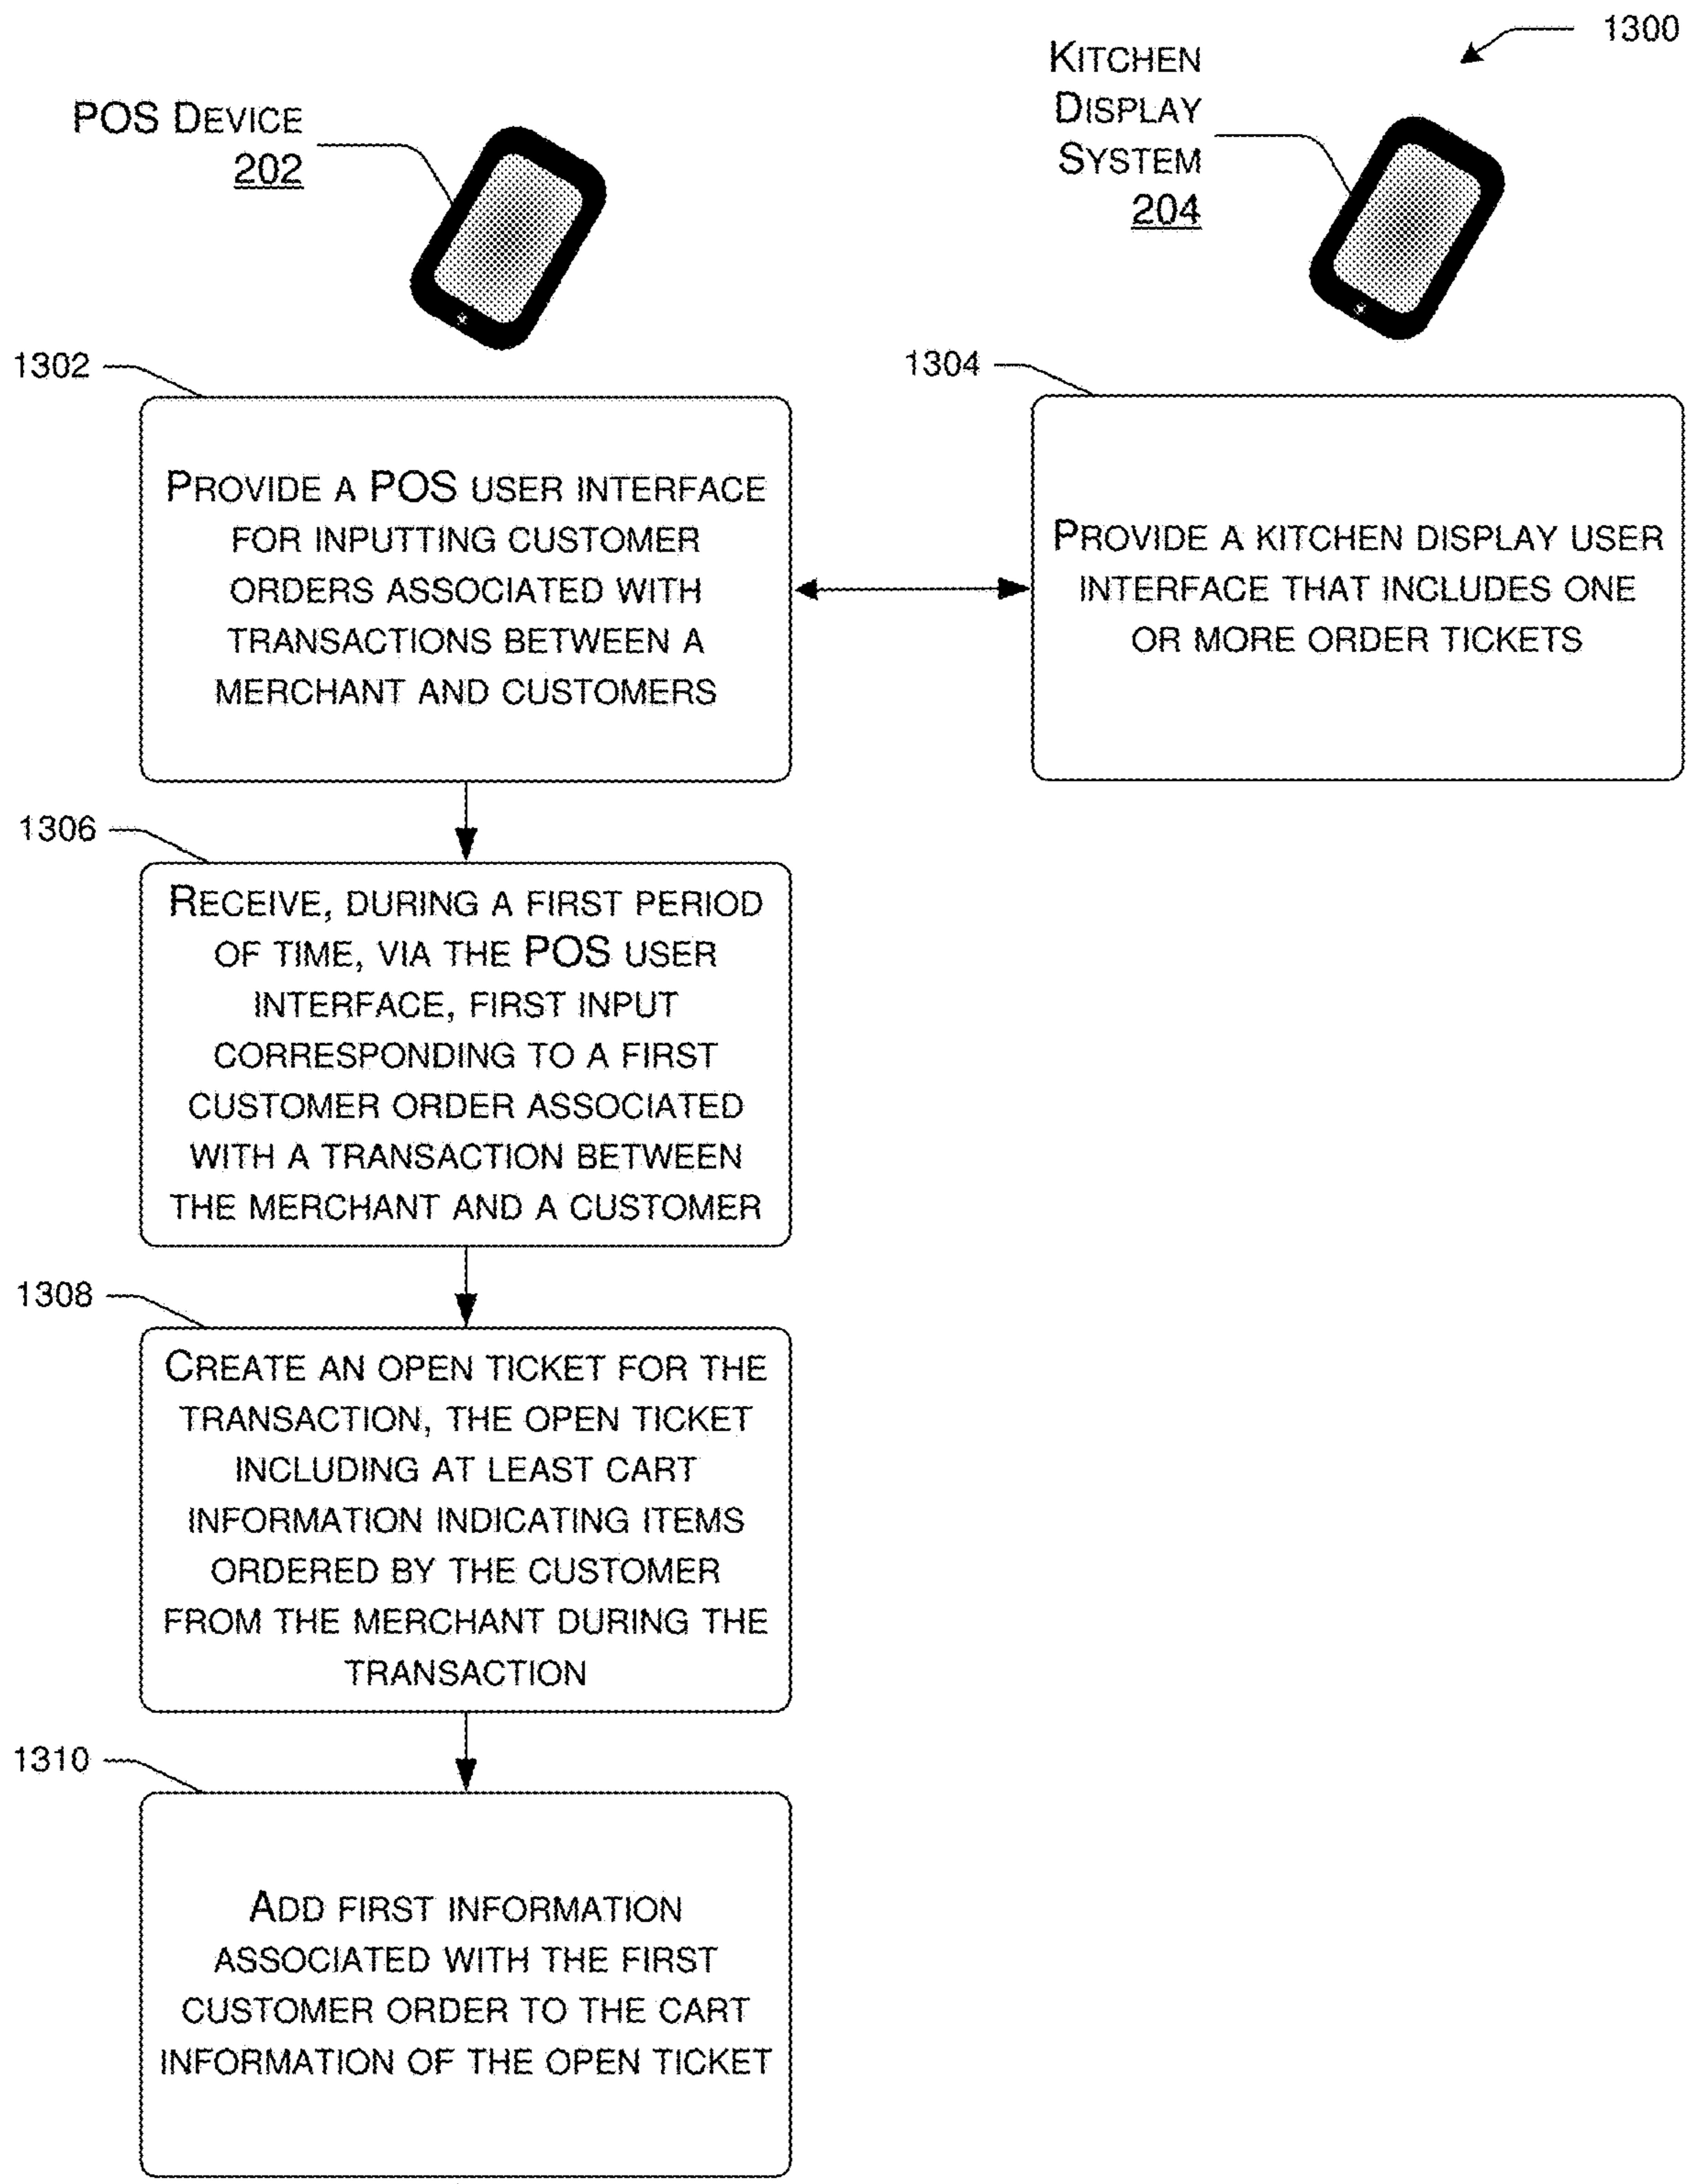 1300
POS DEVICE
202
KITCHEN
DISPLAY
SYSTEM
204
1302
PROVIDE A POS USER INTERFACE
FOR INPUTTING CUSTOMER
ORDERS ASSOCIATED WITH
TRANSACTIONS BETWEEN A
MERCHANT AND CUSTOMERS
1304
PROVIDE A KITCHEN DISPLAY USER
INTERFACE THAT INCLUDES ONE
OR MORE ORDER TICKETS
1306
RECEIVE, DURING A FIRST PERIOD
OF TIME, VIA THE POS USER
INTERFACE, FIRST INPUT
CORRESPONDING TO A FIRST
CUSTOMER ORDER ASSOCIATED
WITH A TRANSACTION BETWEEN
THE MERCHANT AND A CUSTOMER
1308
CREATE AN OPEN TICKET FOR THE
TRANSACTION, THE OPEN TICKET
INCLUDING AT LEAST CART
INFORMATION INDICATING ITEMS
ORDERED BY THE CUSTOMER
FROM THE MERCHANT DURING THE
TRANSACTION
1310
ADD FIRST INFORMATION
ASSOCIATED WITH THE FIRST
CUSTOMER ORDER TO THE CART
INFORMATION OF THE OPEN TICKET